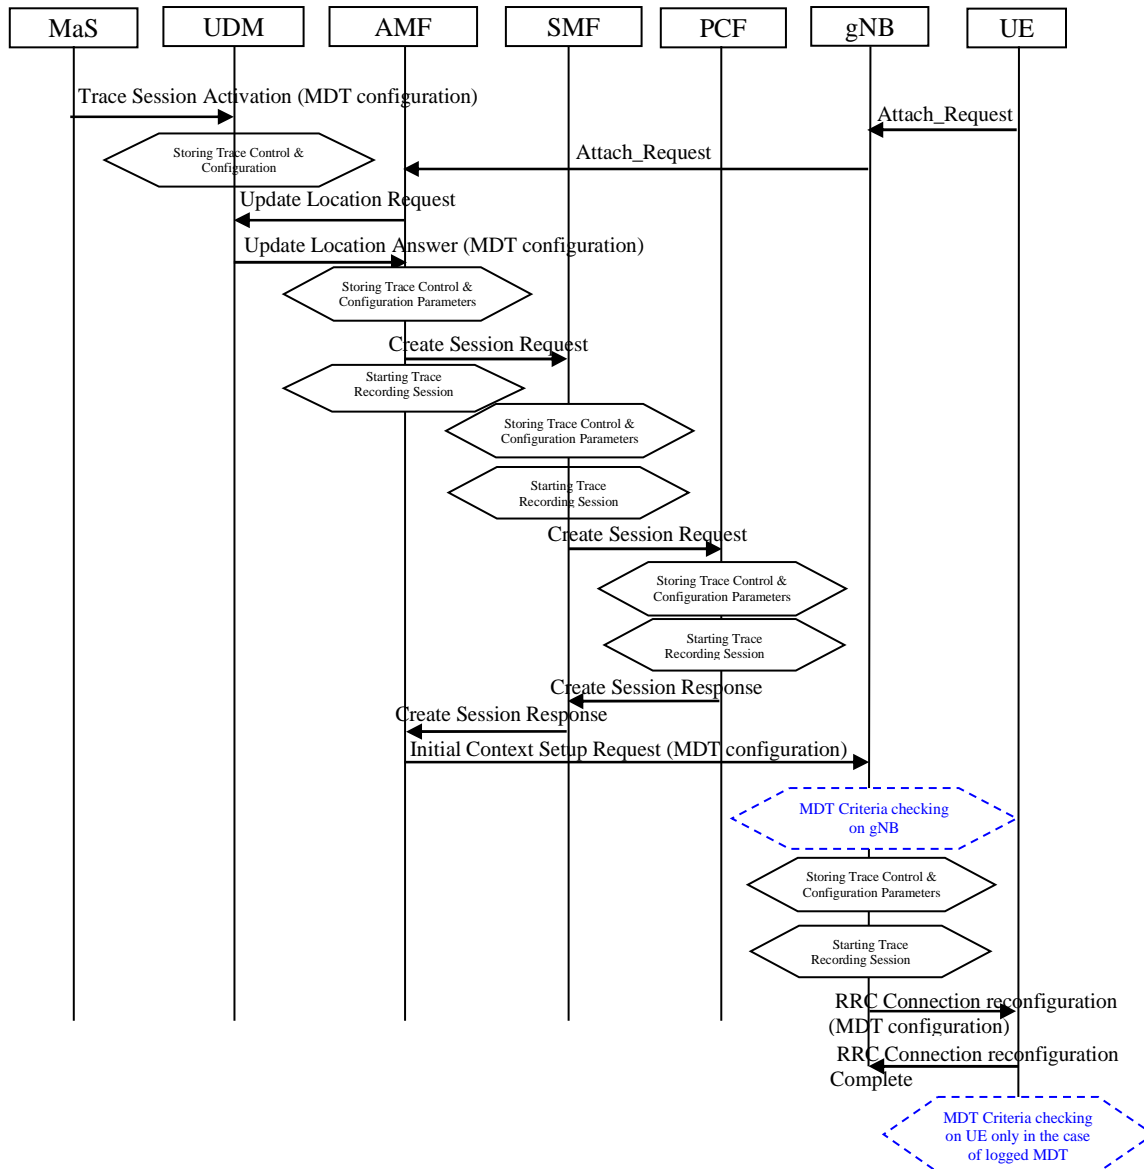 MaS
UDM
AMF
SMF
PCF
gNB
UE
Trace Session Activation (MDT configuration)
Attach_Request
Storing Trace Control &
Configuration
Attach_Request
Update Location Request
Update Location Answer (MDT configuration)
Storing Trace Control &
Configuration Parameters
Create Session Request
Starting Trace
Recording Session
Storing Trace Control &
Configuration Parameters
Starting Trace
Recording Session
Create Session Request
Storing Trace Control &
Configuration Parameters
Starting Trace
Recording Session
Create Session Response
Create Session Response
Initial Context Setup Request (MDT configuration)
MDT Criteria checking
on gNB
Storing Trace Control &
Configuration Parameters
Starting Trace
Recording Session
RRC Connection reconfiguration
(MDT configuration)
RRC Connection reconfiguration
Complete
MDT Criteria checking
on UE only in the case
of logged MDT